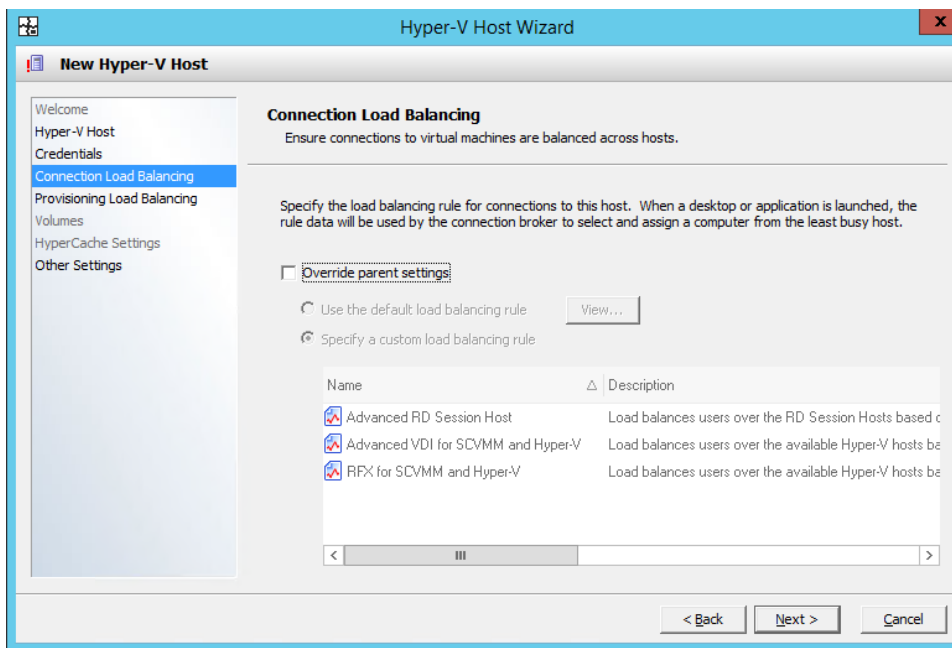 Hyper-V Host Wizard
x
New Hyper-V Host
Welcome
Hyper-V Host
Credentials
Connection Load Balancing
Provisioning Load Balancing
Volumes
HyperCache Settings
Other Settings
Connection Load Balancing
Ensure connections to virtual machines are balanced across hosts.
Specify the load balancing rule for connections to this host. When a desktop or application is launched, the
rule data will be used by the connection broker to select and assign a computer from the least busy host.
Override parent settings
Use the default load balancing rule View...
Specify a custom load balancing rule
Name Description
Advanced RD Session Host Load balances users over the RD Session Hosts based
Advanced VDI for SCVMM and Hyper-V Load balances users over the available Hyper-V hosts ba
RFX for SCVMM and Hyper-V Load balances users over the available Hyper-V hosts ba
< Back Next > Cancel